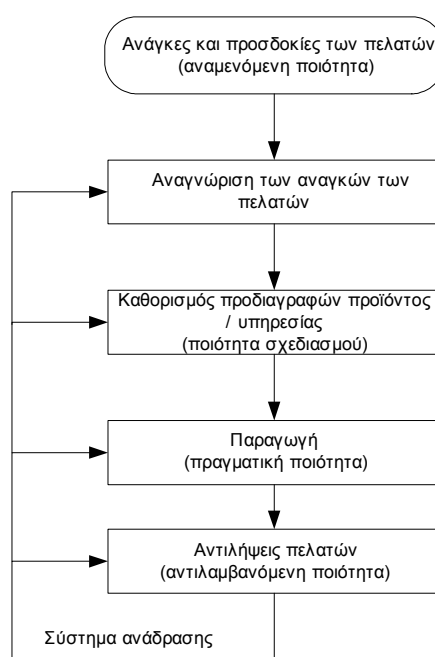 Ανάγκες και προσδοκίες των πελατών
(αναμενόμενη ποιότητα)
Αναγνώριση των αναγκών των
πελατών
Καθορισμός προδιαγραφών προϊόντος
/ υπηρεσίας
(ποιότητα σχεδιασμού)
Παραγωγή
(πραγματική ποιότητα)
Αντιλήψεις πελατών
(αντιλαμβανόμενη ποιότητα)
Σύστημα ανάδρασης